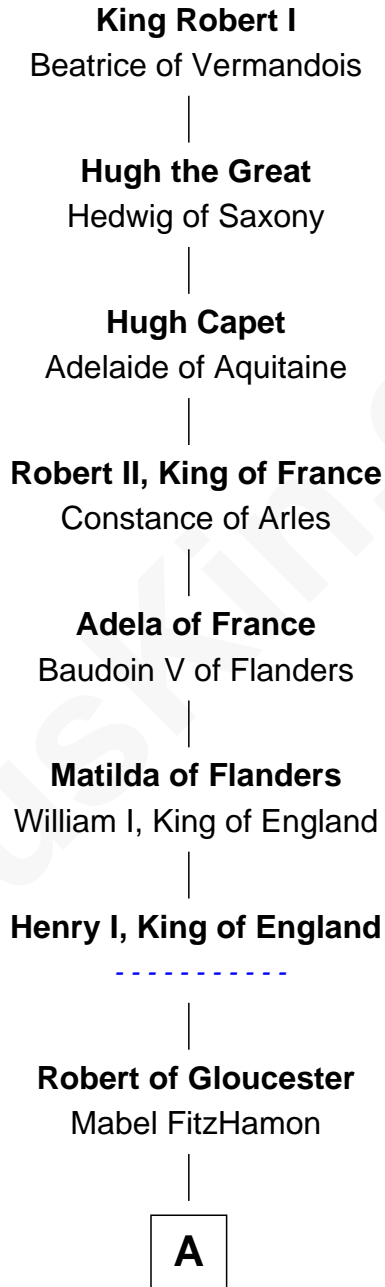 King Robert I
Beatrice of Vermandois
Hugh the Great
Hedwig of Saxony
Hugh Capet
Adelaide of Aquitaine
Robert II, King of France
Constance of Arles
Adela of France
Baudoin V of Flanders
Matilda of Flanders
William I, King of England
Henry I, King of England
- - - - - - - - - - -
Robert of Gloucester
Mabel FitzHamon
A